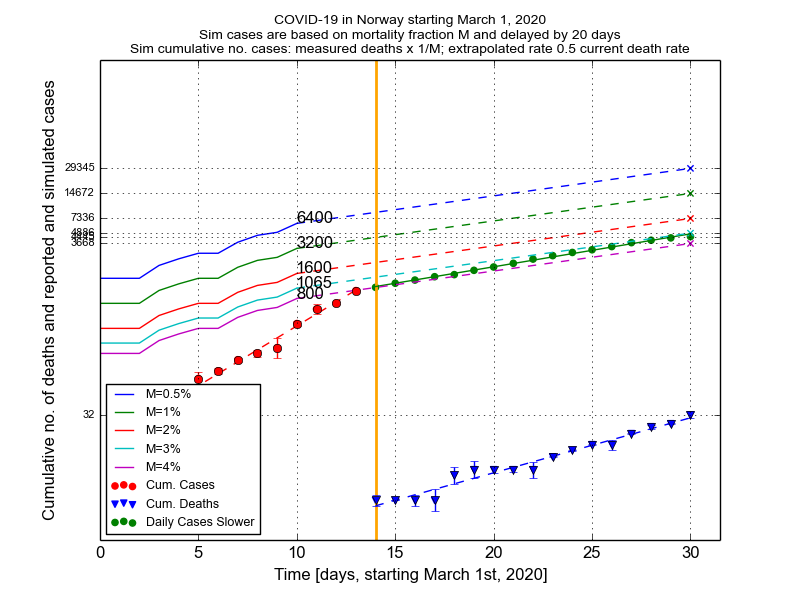 COVID-19 in Norway starting March 1, 2020
Sim cases are based on mortality fraction M and delayed by 20 days
Sim cumulative no. cases: measured deaths x 1/M; extrapolated rate 0.5 current death rate
Cumulative no. of deaths and reported and simulated cases
29345
14672
7336
4886
3668
32
6400
3200
1600
1065
800
M=0.5%
M=1%
M=2%
M=3%
M=4%
Cum. Cases
Cum. Deaths
Daily Cases Slower
0 5 10 15 20 25 30
Time [days, starting March 1st, 2020]